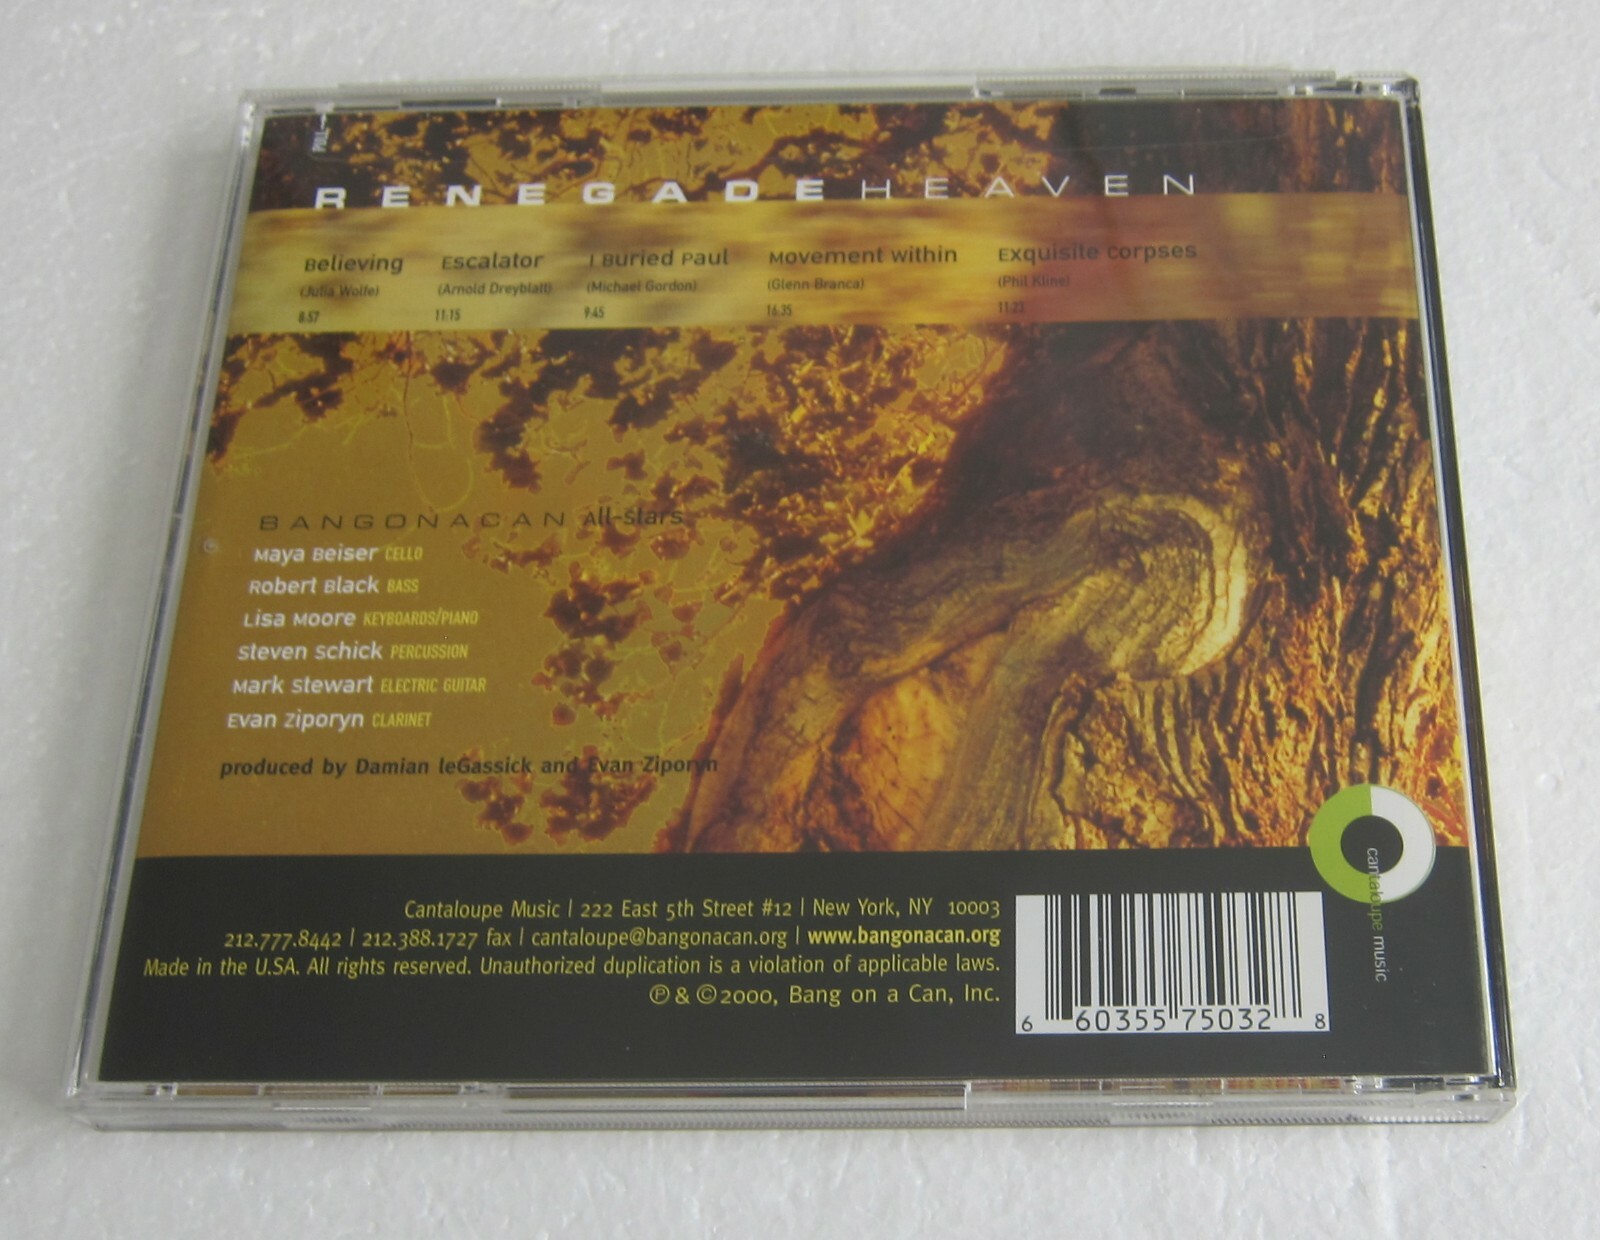 PULL
RENEGADE HEAVEN
Believing
(Julia Wolfe)
8.57
Escalator
(Arnold Dreyblatt)
11.15
I Buried Paul
(Michael Gordon)
9.45
Movement within
(Glenn Branca)
16.35
Exquisite corpses
(Phil Kline)
11.23
BANGONACAN All-stars
Maya Beiser CELLO
Robert Black BASS
Lisa Moore KEYBOARDS/PIANO
Steven Schick PERCUSSION
Mark Stewart ELECTRIC GUITAR
Evan Ziporyn CLARINET
produced by Damian leGassick and Evan Ziporyn
Cantaloupe Music | 222 East 5th Street #12 | New York, NY 10003
212.777.8442 | 212.388.1727 fax | cantaloupe@bangonacan.org | www.bangonacan.org
Made in the U.S.A. All rights reserved. Unauthorized duplication is a violation of applicable laws.
Ⓟ & ©2000, Bang on a Can, Inc.
6 60355 75032 8
cantaloupe music